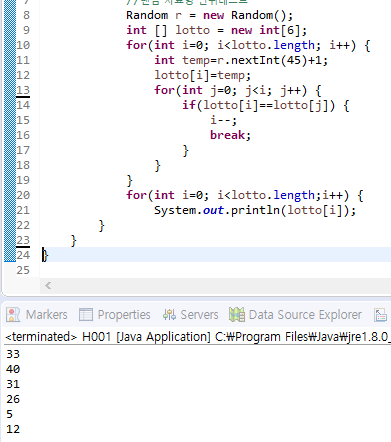 8 Random r = new Random();
9 int [] lotto = new int[6];
10 for(int i=0; i<lotto.length; i++) {
11 int temp=r.nextInt(45)+1;
12 lotto[i]=temp;
13 for(int j=0; j<i; j++) {
14 if(lotto[i]==lotto[j]) {
15 i--;
16 break;
17 }
18 }
19 }
20 for(int i=0; i<lotto.length;i++) {
21 System.out.println(lotto[i]);
22 }
23 }
24 }
25
Markers Properties Servers Data Source Explorer
<terminated> H001 [Java Application] C:₩Program Files₩Java₩jre1.8.0_
33
40
31
26
5
12